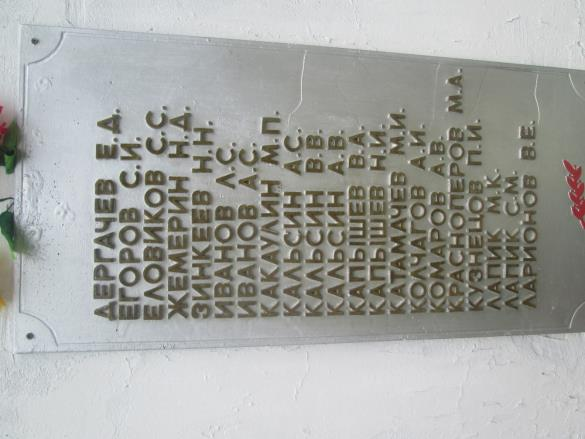 ДЕРГАЧЕВ Е.Д.
ЕГОРОВ С.И.
ЕЛОВИКОВ С.С.
ЖЕМЕРИН Н.Д.
ЗИНКЕЕВ Н.Н.
ИВАНОВ Л.С.
ИВАНОВ А.С.
КАКАУЛИН М.П.
КАЛЬСИН А.С.
КАЛЬСИН В.В.
КАЛЬСИН А.В.
КАПЫШЕВ В.А.
КАПЫШЕВ Н.И.
КАТАМАЧЕВ М.И.
КОЛЧАГОВ А.И.
КОМАРОВ А.В.
КРАСНОПЕРОВ М.А.
КУЗНЕЦОВ П.И.
ЛАПИК М.К.
ЛАПИК С.М.
ЛАРИОНОВ В.Е.